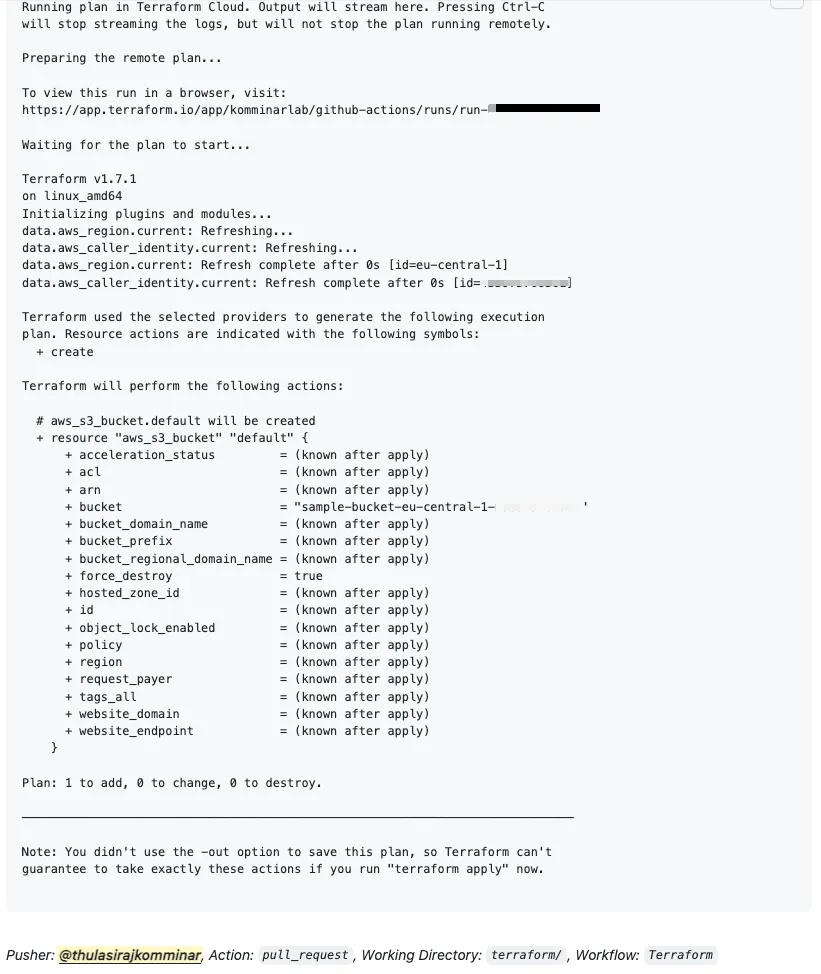 Running plan in Terraform Cloud. Output will stream here. Pressing Ctrl-C
will stop streaming the logs, but will not stop the plan running remotely.
Preparing the remote plan...
To view this run in a browser, visit:
https://app.terraform.io/app/komminarlab/github-actions/runs/run-
Waiting for the plan to start...
Terraform v1.7.1
on linux_amd64
Initializing plugins and modules...
data.aws_region.current: Refreshing...
data.aws_caller_identity.current: Refreshing...
data.aws_region.current: Refresh complete after 0s [id=eu-central-1]
data.aws_caller_identity.current: Refresh complete after 0s [id=]
Terraform used the selected providers to generate the following execution
plan. Resource actions are indicated with the following symbols:
  + create
Terraform will perform the following actions:
  # aws_s3_bucket.default will be created
  + resource "aws_s3_bucket" "default" {
      + acceleration_status         = (known after apply)
      + acl                         = (known after apply)
      + arn                         = (known after apply)
      + bucket                      = "sample-bucket-eu-central-1-
      + bucket_domain_name          = (known after apply)
      + bucket_prefix               = (known after apply)
      + bucket_regional_domain_name = (known after apply)
      + force_destroy               = true
      + hosted_zone_id              = (known after apply)
      + id                          = (known after apply)
      + object_lock_enabled         = (known after apply)
      + policy                      = (known after apply)
      + region                      = (known after apply)
      + request_payer               = (known after apply)
      + tags_all                    = (known after apply)
      + website_domain              = (known after apply)
      + website_endpoint            = (known after apply)
    }
Plan: 1 to add, 0 to change, 0 to destroy.
Note: You didn't use the -out option to save this plan, so Terraform can't
guarantee to take exactly these actions if you run "terraform apply" now.
Pusher: @thulasirajkomminar, Action: pull_request, Working Directory: terraform/, Workflow: Terraform